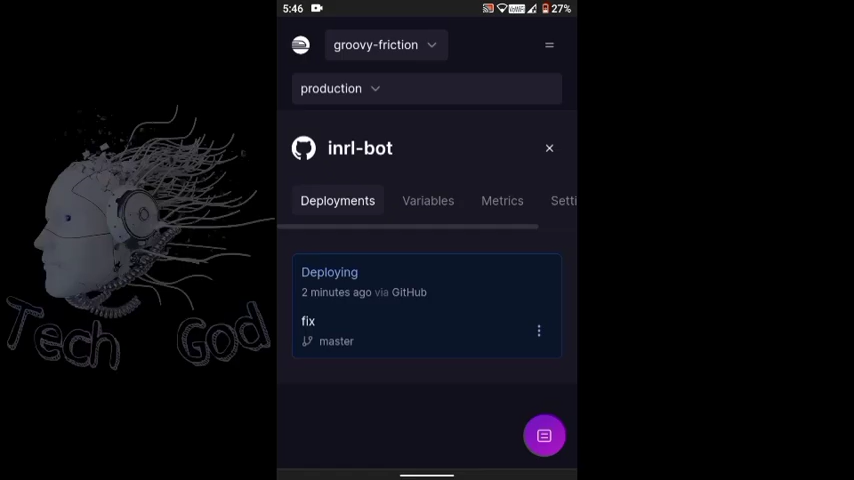 5:46
27%
groovy-friction
production
inrl-bot
Deployments Variables Metrics Setti
Deploying
2 minutes ago via GitHub
fix
master
Tech God